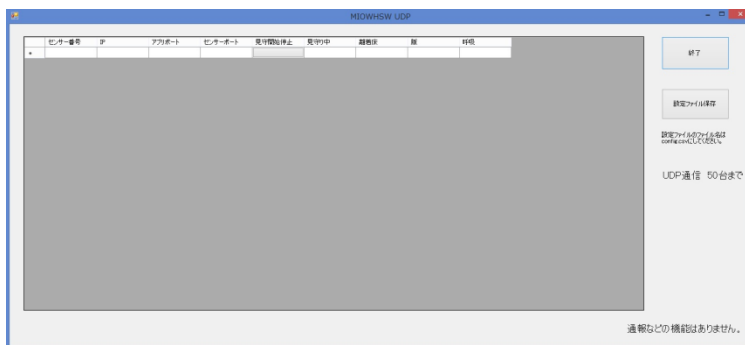 MIOWHSW UDP
センサー番号 IP アプリポート センサーポート 見守開始停止 見守り中 離着床 脈 呼吸
終了
設定ファイル保存
設定ファイルのファイル名は
config.csvにしてください。
UDP通信 50台まで
通報などの機能はありません。